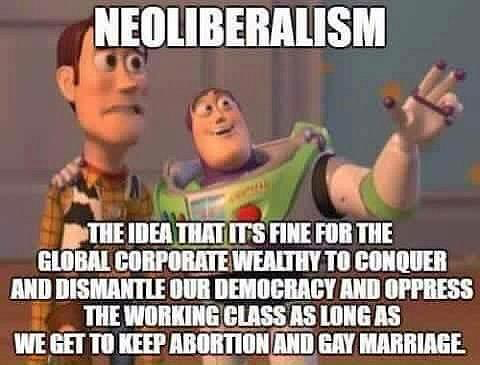 NEOLIBERALISM
THE IDEA THAT IT'S FINE FOR THE
GLOBAL CORPORATE WEALTHY TO CONQUER
AND DISMANTLE OUR DEMOCRACY AND OPPRESS
THE WORKING CLASS AS LONG AS
WE GET TO KEEP ABORTION AND GAY MARRIAGE.